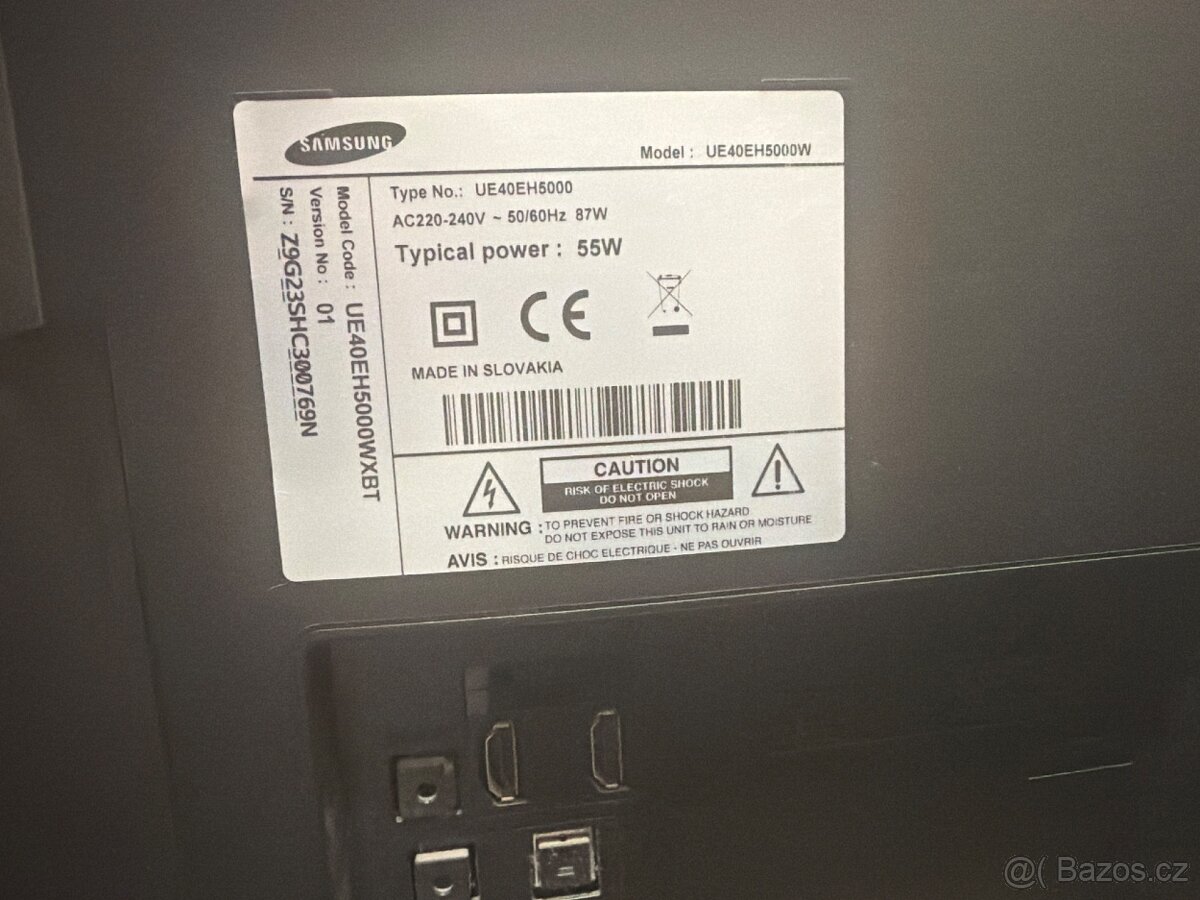 SAMSUNG
Model : UE40EH5000W
Model Code : UE40EH5000WXBT
Version No : 01
S/N : Z9G23SHC300769N
Type No.: UE40EH5000
AC220-240V ~ 50/60Hz 87W
Typical power : 55W
CE
MADE IN SLOVAKIA
CAUTION
RISK OF ELECTRIC SHOCK
DO NOT OPEN
WARNING : TO PREVENT FIRE OR SHOCK HAZARD
DO NOT EXPOSE THIS UNIT TO RAIN OR MOISTURE
AVIS : RISQUE DE CHOC ELECTRIQUE - NE PAS OUVRIR
@( Bazos.cz